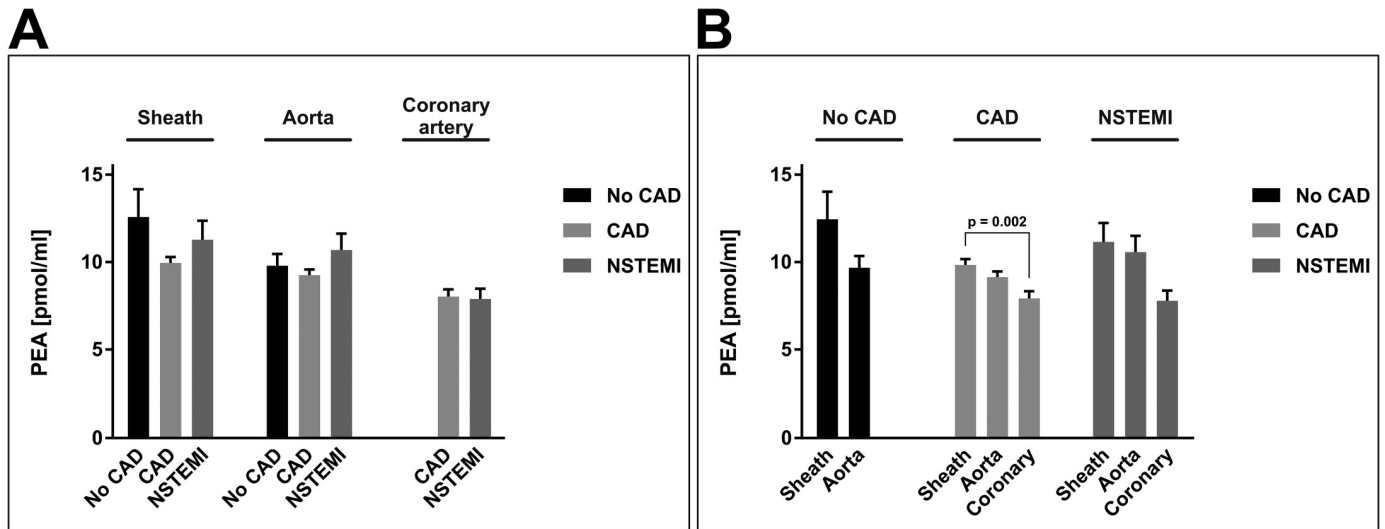 A
Sheath
Aorta
Coronary
artery
15
10
5
0
PEA [pmol/ml]
No CAD
CAD
NSTEMI
No CAD
CAD
NSTEMI
CAD
NSTEMI
No CAD
CAD
NSTEMI
B
No CAD
CAD
NSTEMI
15
10
5
0
PEA [pmol/ml]
p = 0.002
Sheath
Aorta
Sheath
Aorta
Coronary
Sheath
Aorta
Coronary
No CAD
CAD
NSTEMI